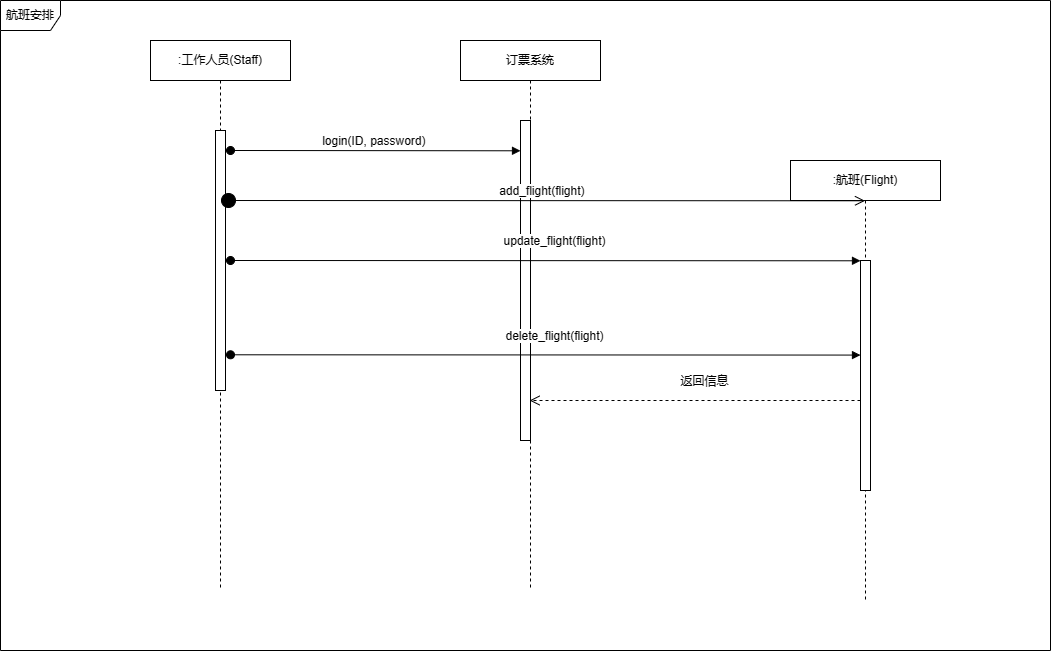 航班安排
:工作人员(Staff)
订票系统
login(ID, password)
:航班(Flight)
add_flight(flight)
update_flight(flight)
delete_flight(flight)
返回信息